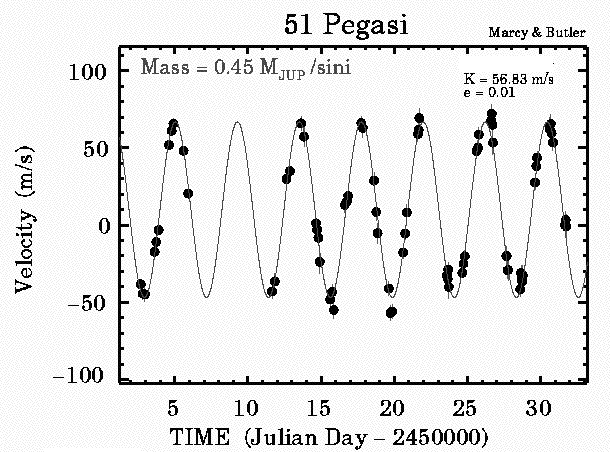 51 Pegasi
Marcy & Butler
Mass = 0.45 M_JUP /sini
K = 56.83 m/s
e = 0.01
Velocity (m/s)
100
50
0
−50
−100
5 10 15 20 25 30
TIME (Julian Day − 2450000)